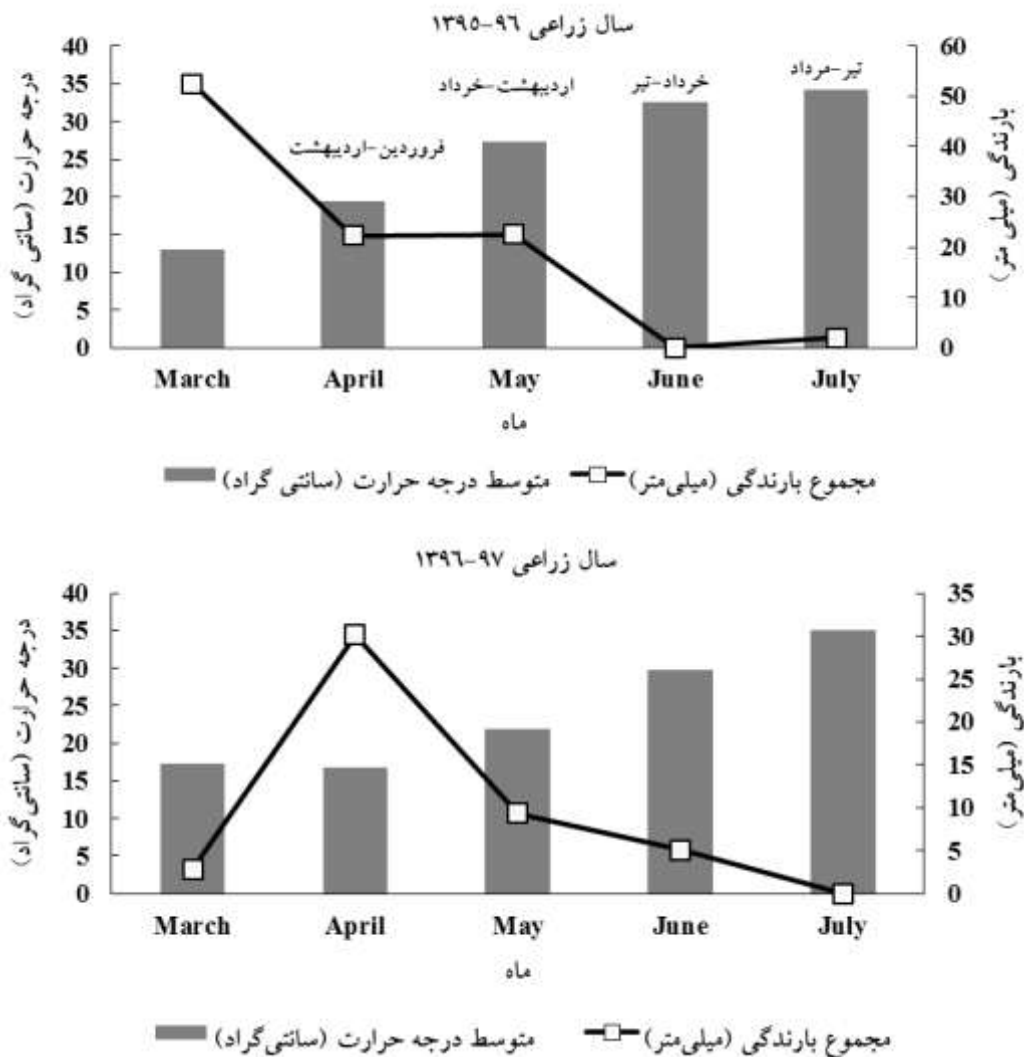 سال زراعی ۹۶-۱۳۹۵
درجه حرارت (سانتی گراد)
40
35
30
25
20
15
10
5
0
فروردین-اردیبهشت
اردیبهشت-خرداد
خرداد-تیر
تیر-مرداد
60
50
40
30
20
10
0
بارندگی (میلی متر)
March April May June July
ماه
متوسط درجه حرارت (سانتی گراد) مجموع بارندگی (میلی‌متر)
سال زراعی ۹۷-۱۳۹۶
درجه حرارت (سانتی‌گراد)
40
35
30
25
20
15
10
5
0
35
30
25
20
15
10
5
0
بارندگی (میلی‌متر)
March April May June July
ماه
متوسط درجه حرارت (سانتی‌گراد) مجموع بارندگی (میلی‌متر)